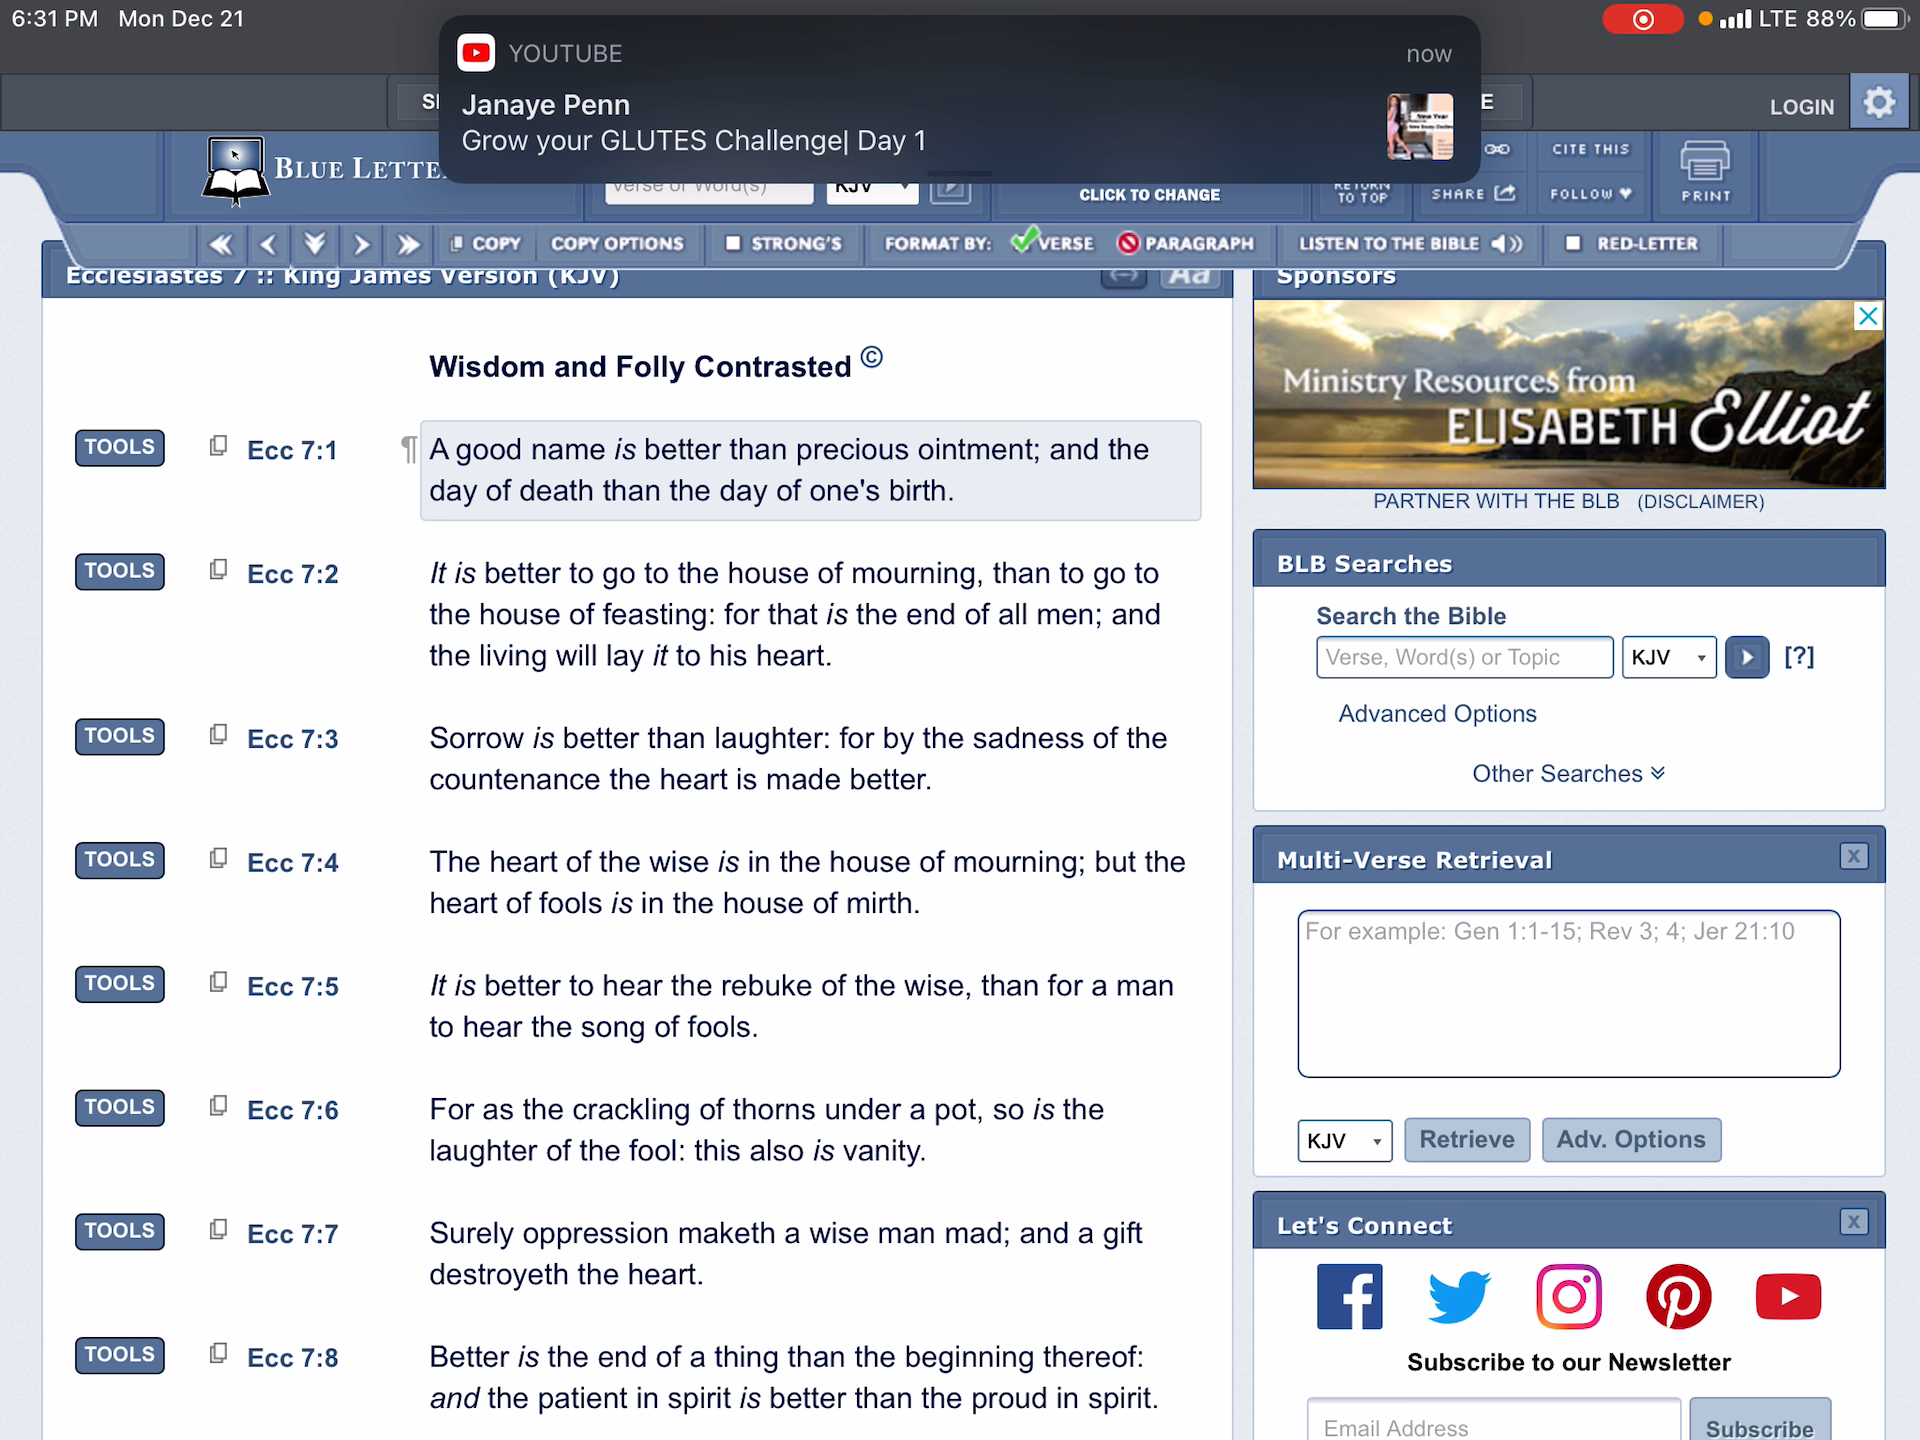 6:31 PM Mon Dec 21
LTE 88%
YOUTUBE
now
Janaye Penn
Grow your GLUTES Challenge| Day 1
LOGIN
BLUE LETTE
Verse or Word(s)
KJV
CLICK TO CHANGE
RETURN
TO TOP
SHARE
CITE THIS
FOLLOW
PRINT
COPY
COPY OPTIONS
STRONG'S
FORMAT BY:
VERSE
PARAGRAPH
LISTEN TO THE BIBLE
RED-LETTER
Ecclesiastes 7 :: King James Version (KJV)
Aa
Wisdom and Folly Contrasted ©
TOOLS Ecc 7:1 ¶ A good name is better than precious ointment; and the
day of death than the day of one's birth.
TOOLS Ecc 7:2 It is better to go to the house of mourning, than to go to
the house of feasting: for that is the end of all men; and
the living will lay it to his heart.
TOOLS Ecc 7:3 Sorrow is better than laughter: for by the sadness of the
countenance the heart is made better.
TOOLS Ecc 7:4 The heart of the wise is in the house of mourning; but the
heart of fools is in the house of mirth.
TOOLS Ecc 7:5 It is better to hear the rebuke of the wise, than for a man
to hear the song of fools.
TOOLS Ecc 7:6 For as the crackling of thorns under a pot, so is the
laughter of the fool: this also is vanity.
TOOLS Ecc 7:7 Surely oppression maketh a wise man mad; and a gift
destroyeth the heart.
TOOLS Ecc 7:8 Better is the end of a thing than the beginning thereof:
and the patient in spirit is better than the proud in spirit.
Sponsors
Ministry Resources from
ELISABETH Elliot
PARTNER WITH THE BLB (DISCLAIMER)
BLB Searches
Search the Bible
Verse, Word(s) or Topic
KJV
[?]
Advanced Options
Other Searches
Multi-Verse Retrieval
x
For example: Gen 1:1-15; Rev 3; 4; Jer 21:10
KJV
Retrieve
Adv. Options
Let's Connect
x
Subscribe to our Newsletter
Email Address
Subscribe